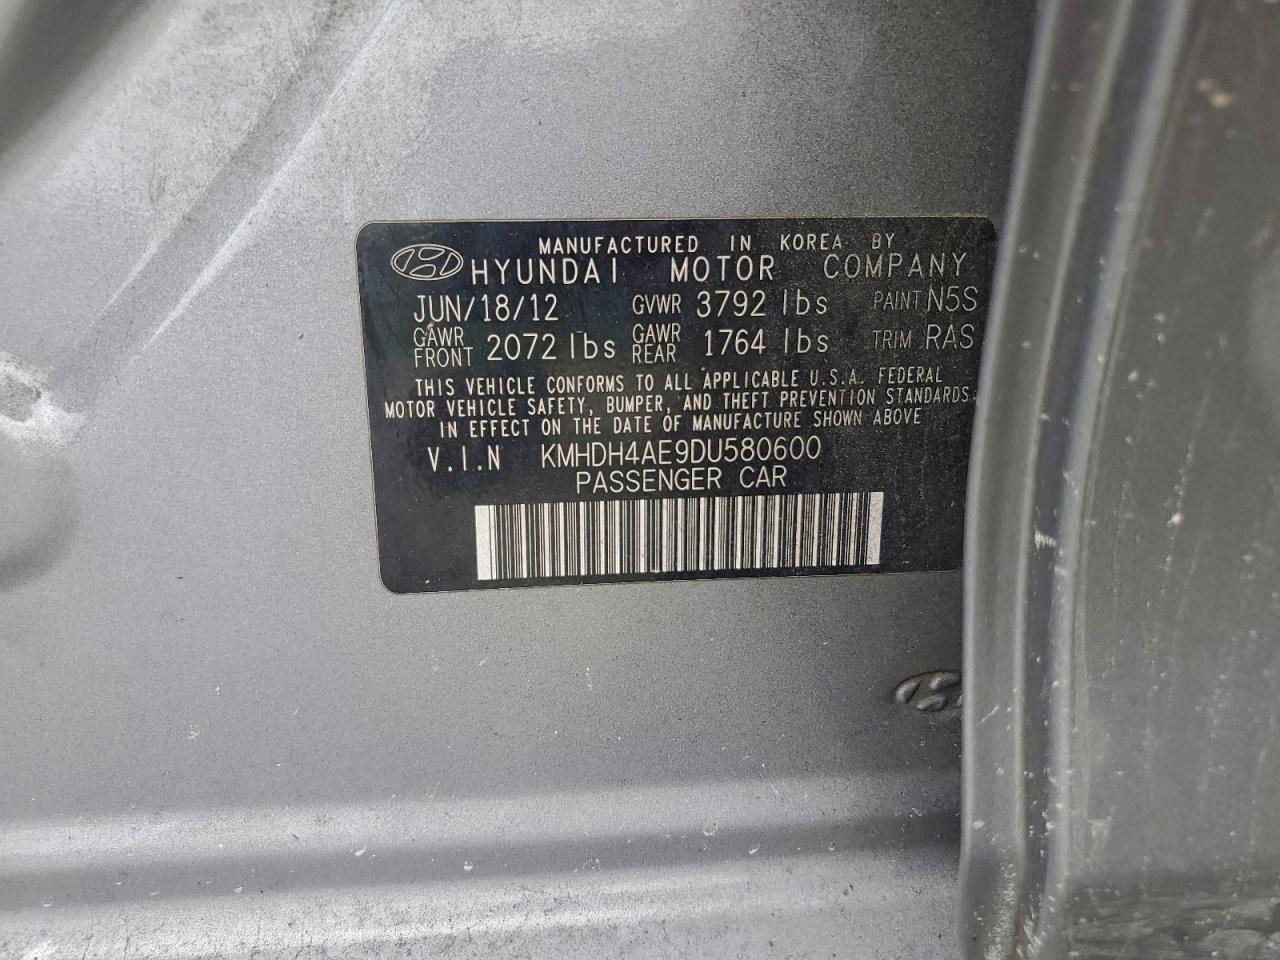 MANUFACTURED IN KOREA BY
HYUNDAI MOTOR COMPANY
JUN/18/12 GVWR 3792 lbs PAINT N5S
GAWR FRONT 2072 lbs GAWR REAR 1764 lbs TRIM RAS
THIS VEHICLE CONFORMS TO ALL APPLICABLE U.S.A. FEDERAL
MOTOR VEHICLE SAFETY, BUMPER, AND THEFT PREVENTION STANDARDS
IN EFFECT ON THE DATE OF MANUFACTURE SHOWN ABOVE
V.I.N KMHDH4AE9DU580600
PASSENGER CAR